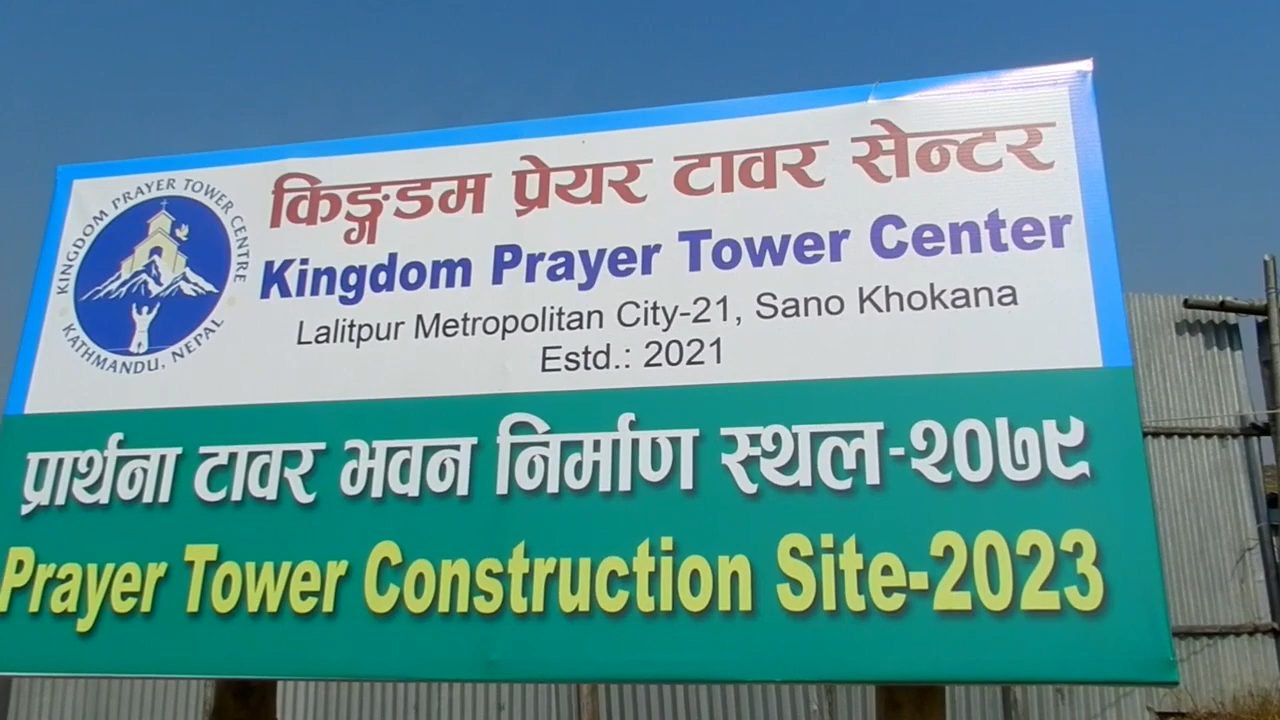 KINGDOM PRAYER TOWER CENTRE
KATHMANDU, NEPAL
किङ्गडम प्रेयर टावर सेन्टर
Kingdom Prayer Tower Center
Lalitpur Metropolitan City-21, Sano Khokana
Estd.: 2021
प्रार्थना टावर भवन निर्माण स्थल-२०७९
Prayer Tower Construction Site-2023